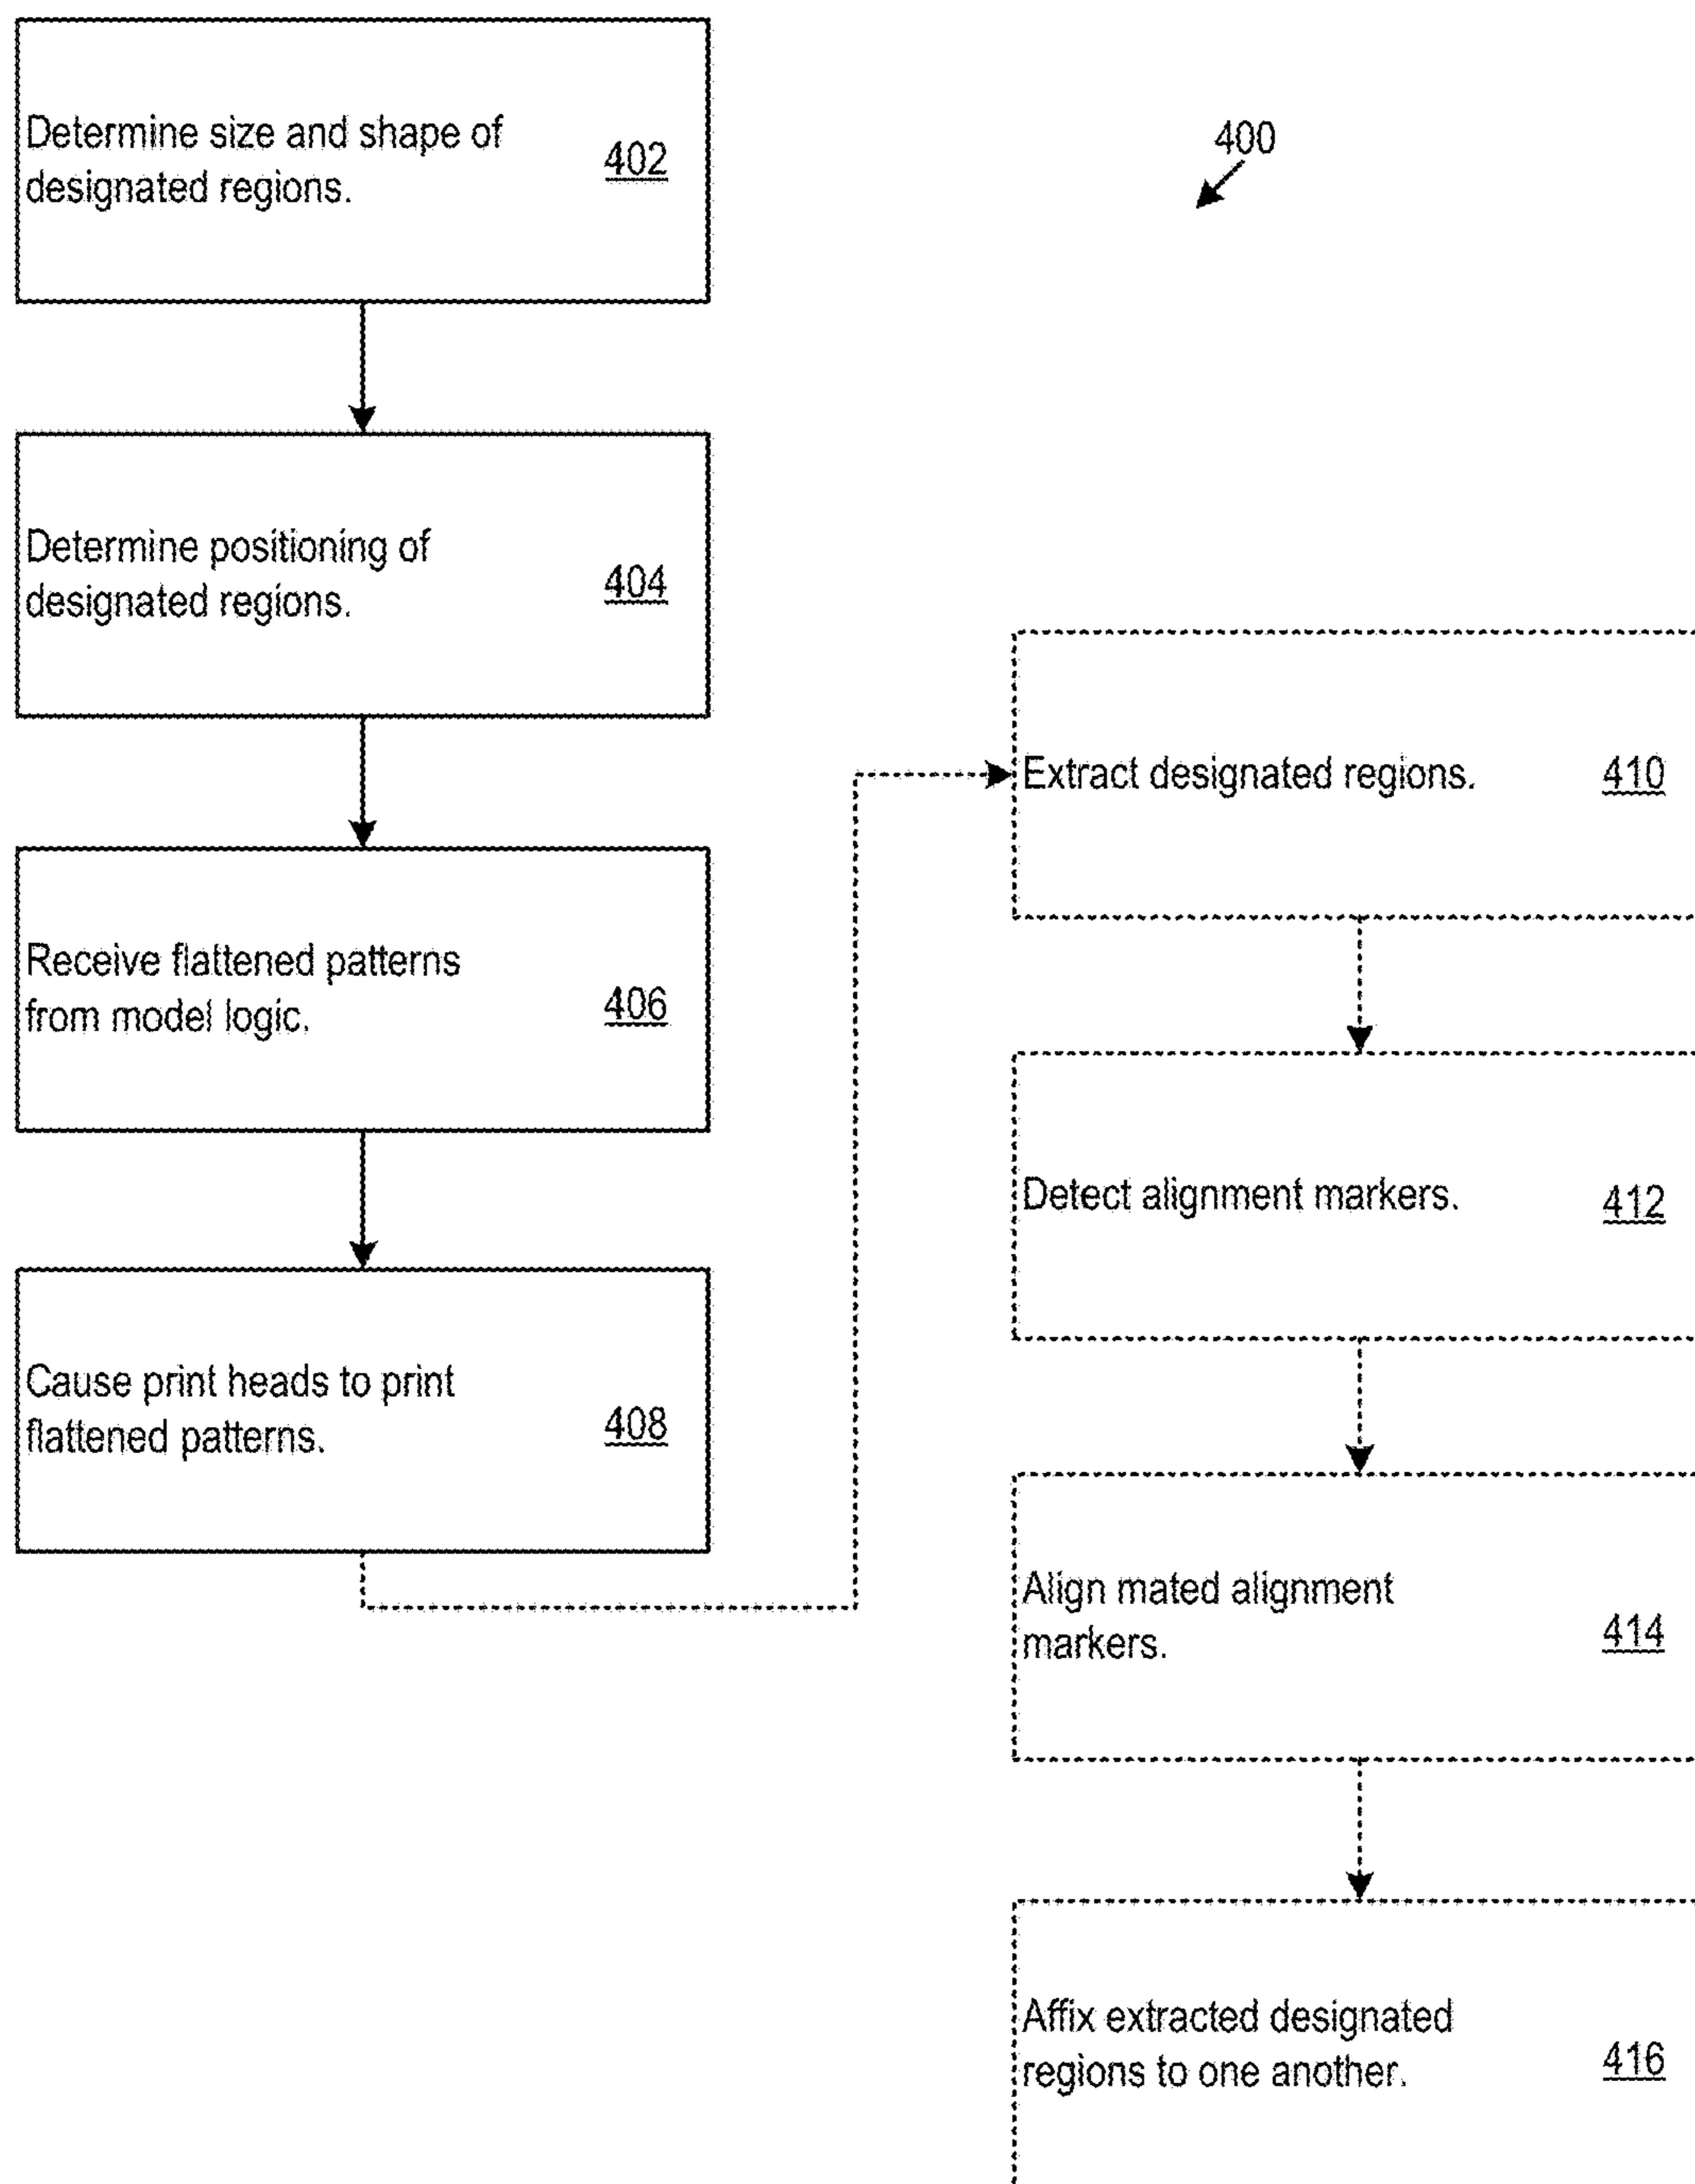 Determine size and shape of
designated regions.
402
400
Determine positioning of
designated regions.
404
Receive flattened patterns
from model logic.
406
Cause print heads to print
flattened patterns.
408
Extract designated regions.
410
Detect alignment markers.
412
Align mated alignment
markers.
414
Affix extracted designated
regions to one another.
416